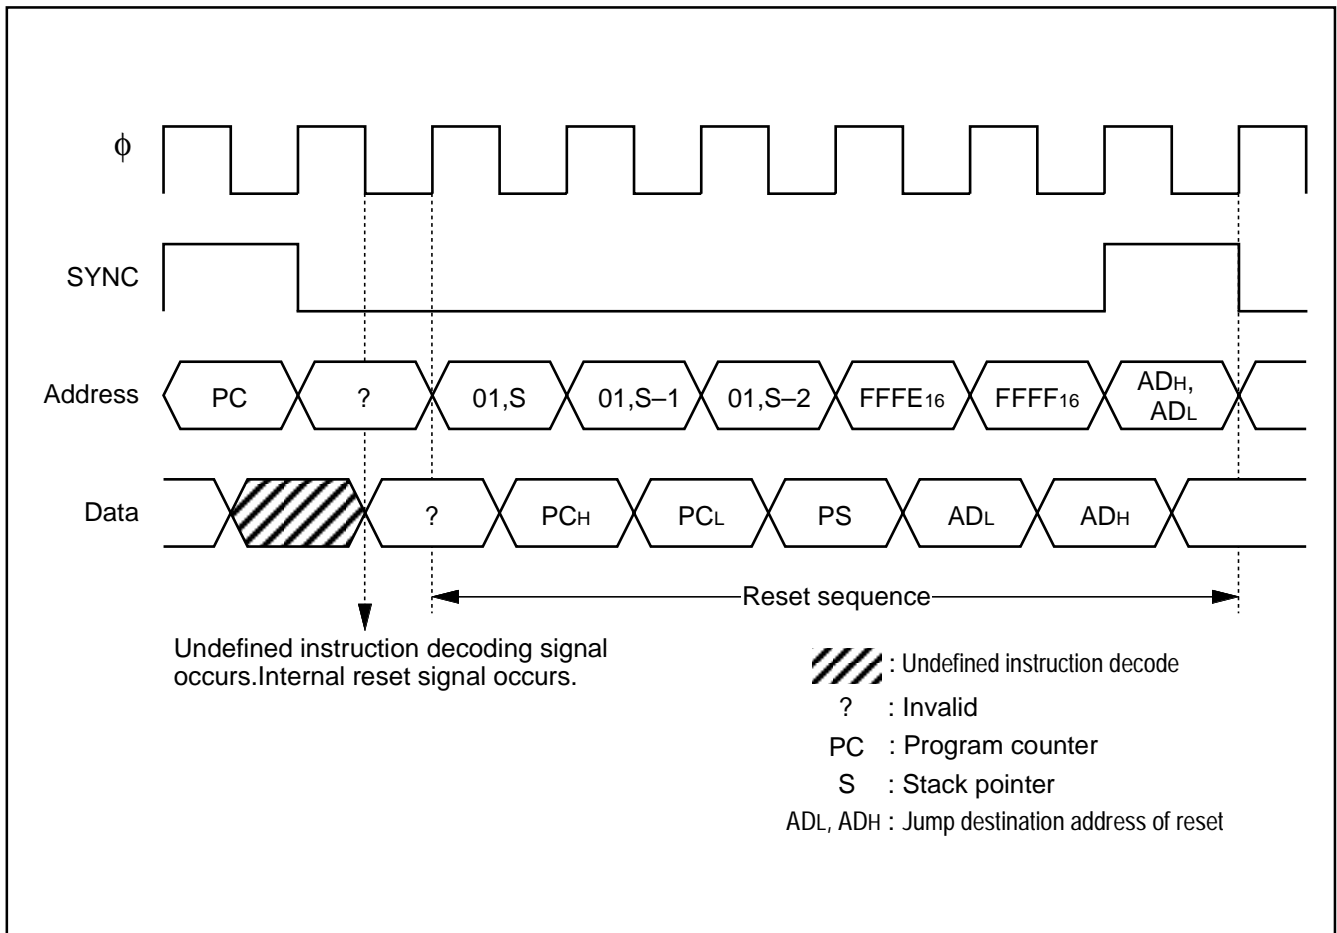 ϕ
SYNC
Address PC ? 01,S 01,S–1 01,S–2 FFFE16 FFFF16 ADH,
ADL
Data ? PCH PCL PS ADL ADH
Reset sequence
Undefined instruction decoding signal
occurs.Internal reset signal occurs.
: Undefined instruction decode
? : Invalid
PC : Program counter
S : Stack pointer
ADL, ADH : Jump destination address of reset